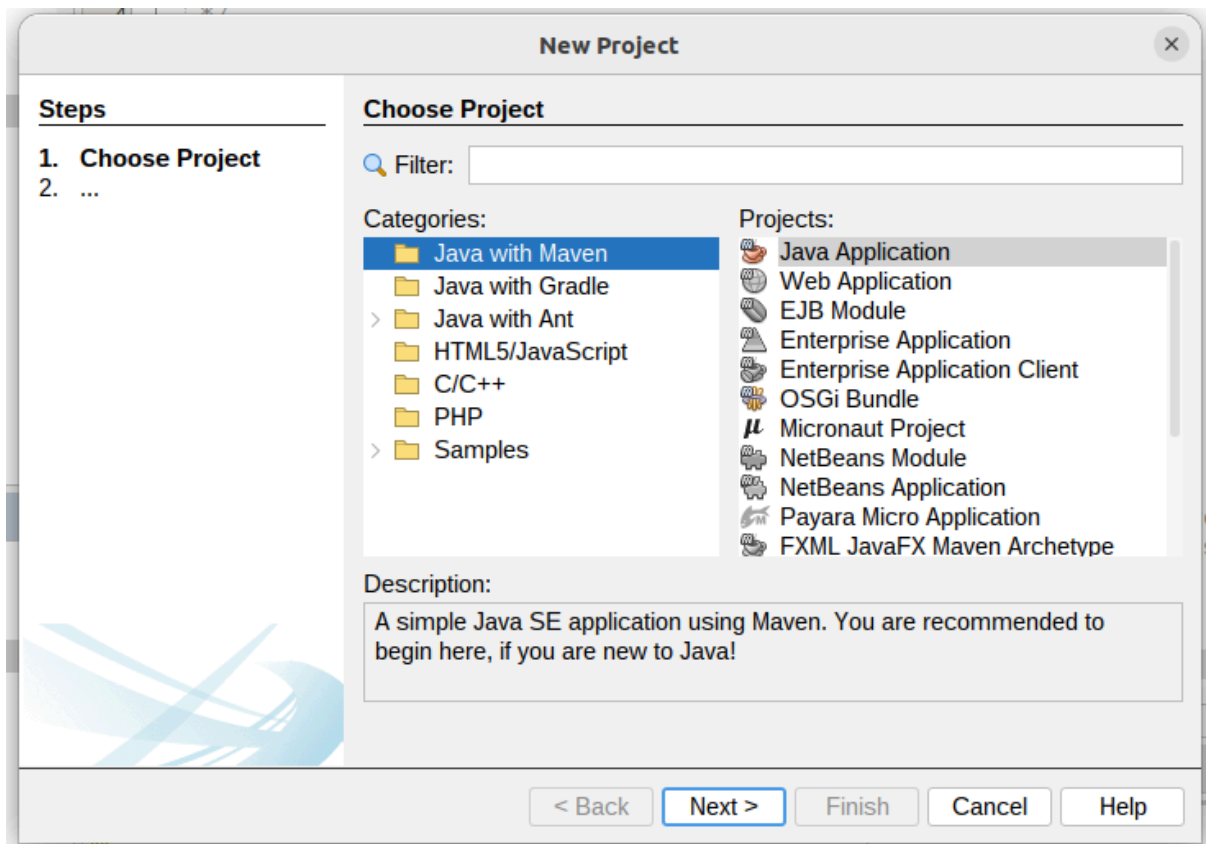 New Project
Steps
1. Choose Project
2. ...
Choose Project
Filter:
Categories:
Java with Maven
Java with Gradle
Java with Ant
HTML5/JavaScript
C/C++
PHP
Samples
Projects:
Java Application
Web Application
EJB Module
Enterprise Application
Enterprise Application Client
OSGi Bundle
Micronaut Project
NetBeans Module
NetBeans Application
Payara Micro Application
FXML JavaFX Maven Archetype
Description:
A simple Java SE application using Maven. You are recommended to
begin here, if you are new to Java!
< Back
Next >
Finish
Cancel
Help